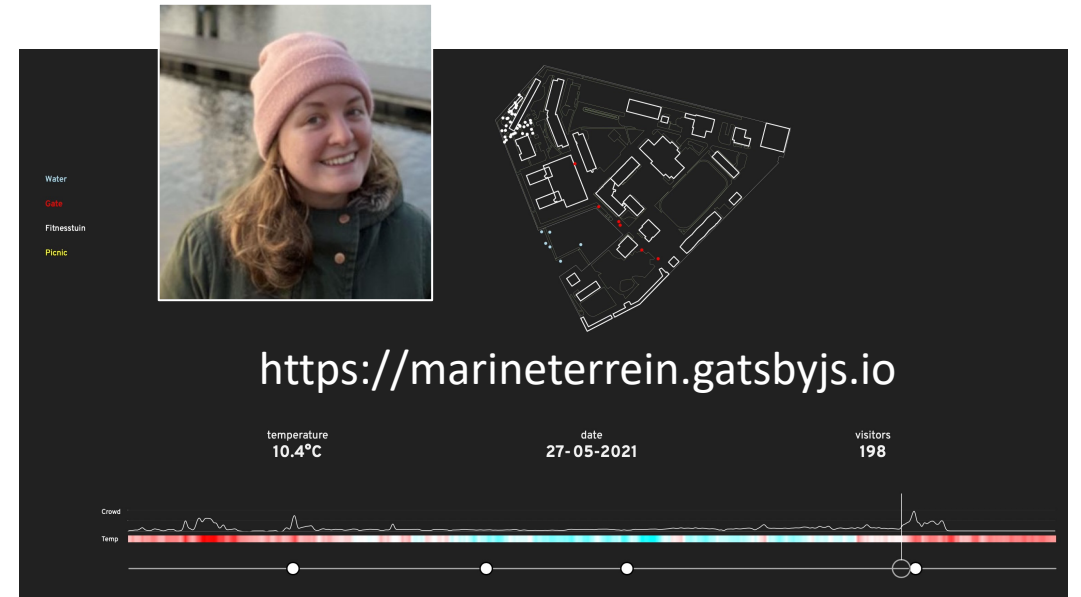 Water
Gate
Fitnesstuin
Picnic
https://marineterrein.gatsbyjs.io
temperature
10.4°C
date
27-05-2021
visitors
198
Crowd
Temp